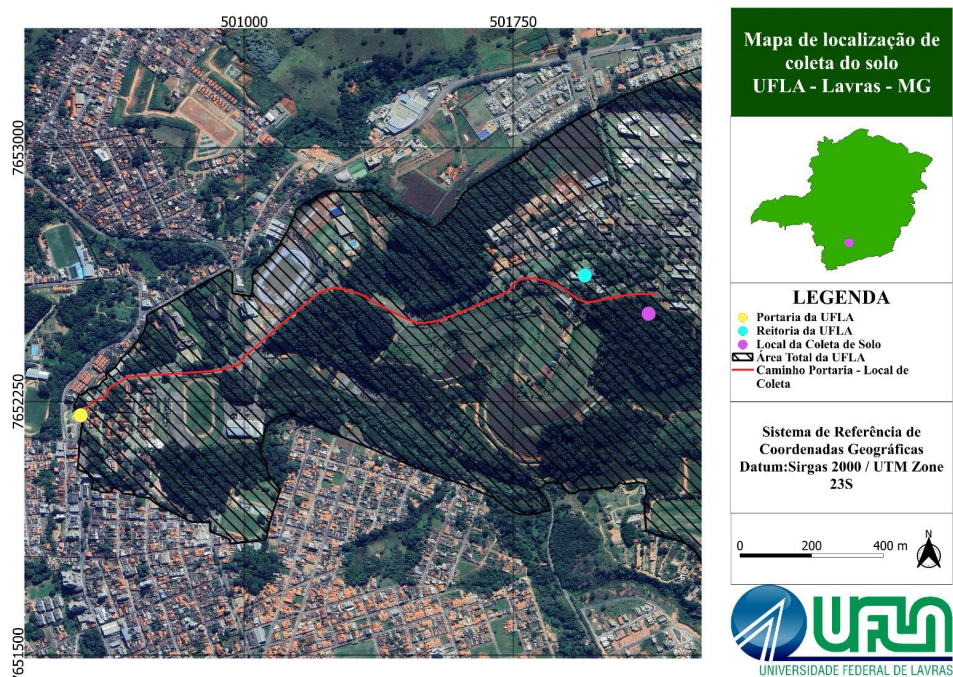 501000
501750
7653000
7652250
7651500
Mapa de localização de
coleta do solo
UFLA - Lavras - MG
LEGENDA
Portaria da UFLA
Reitoria da UFLA
Local da Coleta de Solo
Área Total da UFLA
Caminho Portaria - Local de
Coleta
Sistema de Referência de
Coordenadas Geográficas
Datum:Sirgas 2000 / UTM Zone
23S
0 200 400 m
N
UFLA
UNIVERSIDADE FEDERAL DE LAVRAS